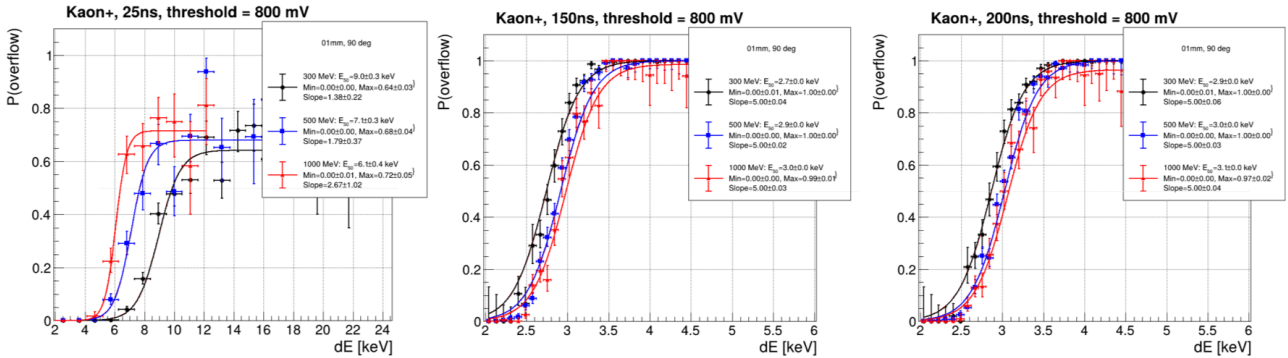 Kaon+, 25ns, threshold = 800 mV
P(overflow)
1
0.8
0.6
0.4
0.2
0
2 4 6 8 10 12 14 16 18 20 22 24
dE [keV]
01mm, 90 deg
300 MeV: E50=9.0±0.3 keV
Min=0.00±0.00, Max=0.64±0.03}
Slope=1.38±0.22
500 MeV: E50=7.1±0.3 keV
Min=0.00±0.00, Max=0.68±0.04}
Slope=1.79±0.37
1000 MeV: E50=6.1±0.4 keV
Min=0.00±0.01, Max=0.72±0.05}
Slope=2.67±1.02
Kaon+, 150ns, threshold = 800 mV
P(overflow)
1
0.8
0.6
0.4
0.2
0
2 2.5 3 3.5 4 4.5 5 5.5 6
dE [keV]
01mm, 90 deg
300 MeV: E50=2.7±0.0 keV
Min=0.00±0.01, Max=1.00±0.00}
Slope=5.00±0.04
500 MeV: E50=2.9±0.0 keV
Min=0.00±0.00, Max=1.00±0.00}
Slope=5.00±0.02
1000 MeV: E50=3.0±0.0 keV
Min=0.00±0.00, Max=0.99±0.01}
Slope=5.00±0.03
Kaon+, 200ns, threshold = 800 mV
P(overflow)
1
0.8
0.6
0.4
0.2
0
2 2.5 3 3.5 4 4.5 5 5.5 6
dE [keV]
01mm, 90 deg
300 MeV: E50=2.9±0.0 keV
Min=0.00±0.01, Max=1.00±0.00}
Slope=5.00±0.06
500 MeV: E50=3.0±0.0 keV
Min=0.00±0.00, Max=1.00±0.00}
Slope=5.00±0.03
1000 MeV: E50=3.1±0.0 keV
Min=0.00±0.00, Max=0.97±0.02}
Slope=5.00±0.04